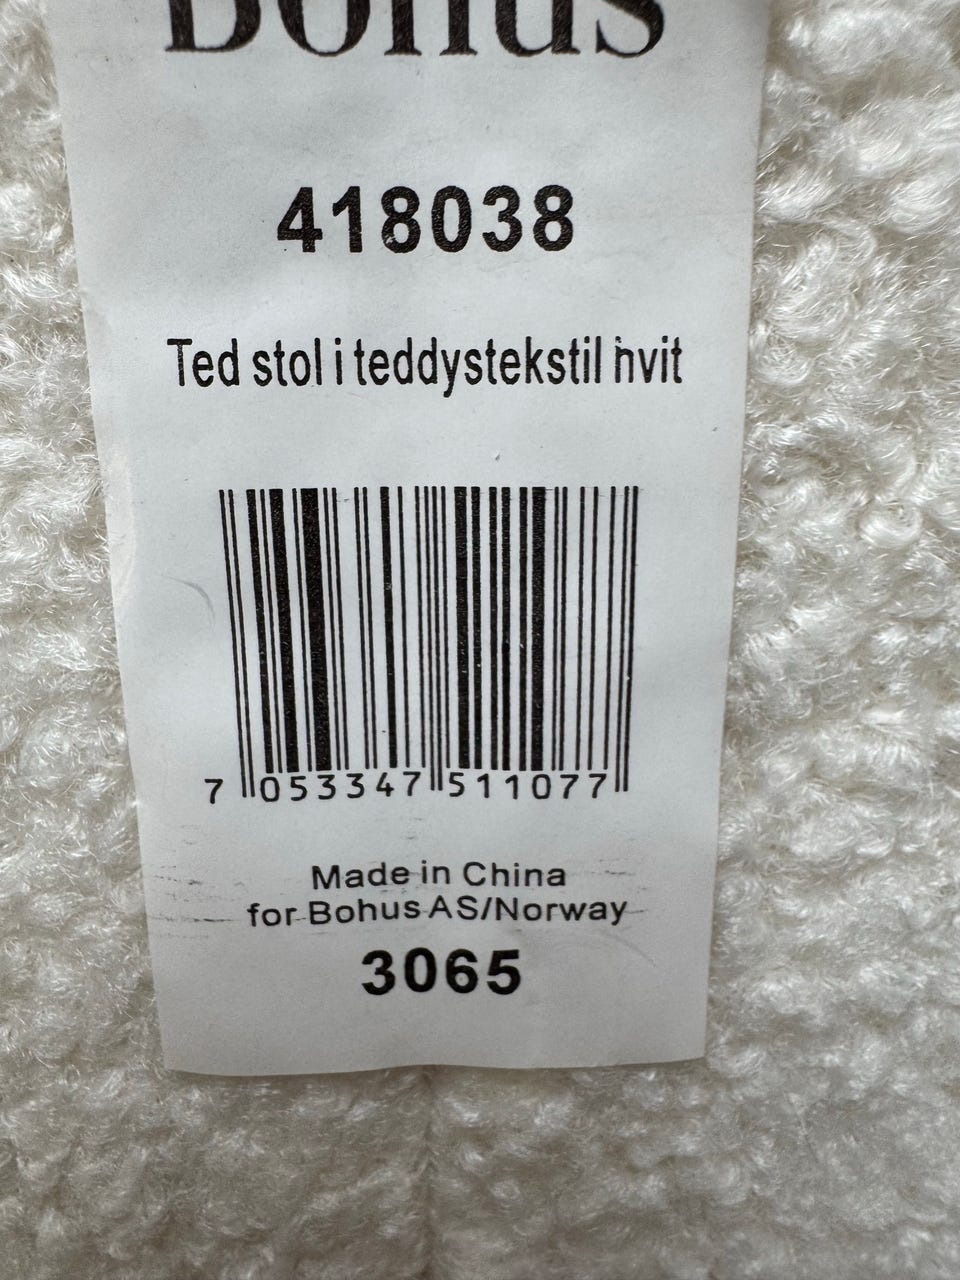 Bohus
418038
Ted stol i teddystekstil hvit
7 053347 511077
Made in China
for Bohus AS/Norway
3065